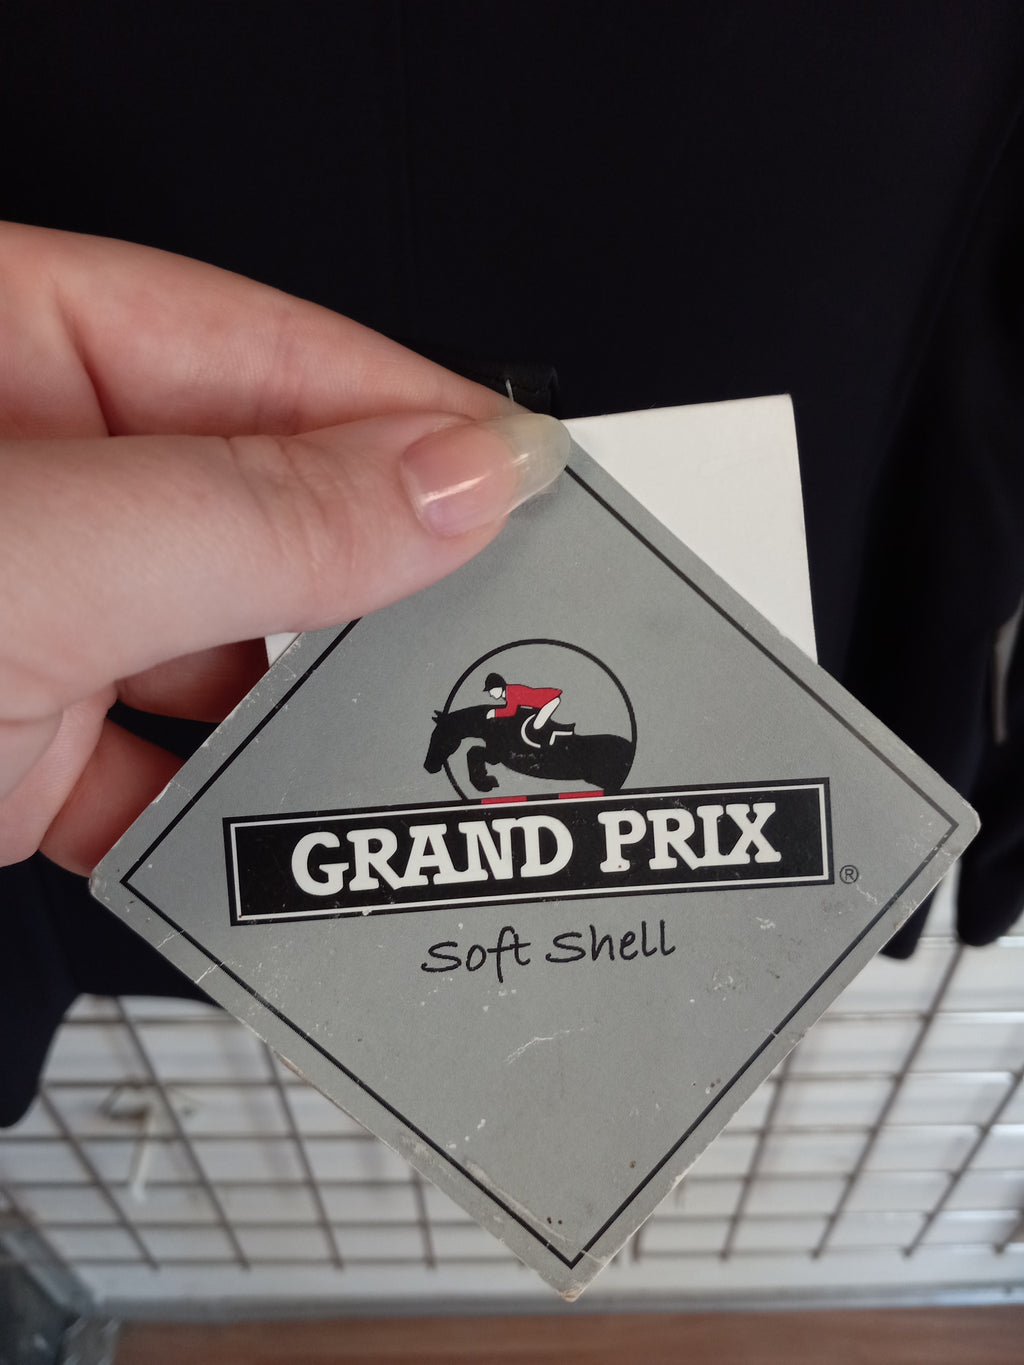 GRAND PRIX
®
Soft Shell